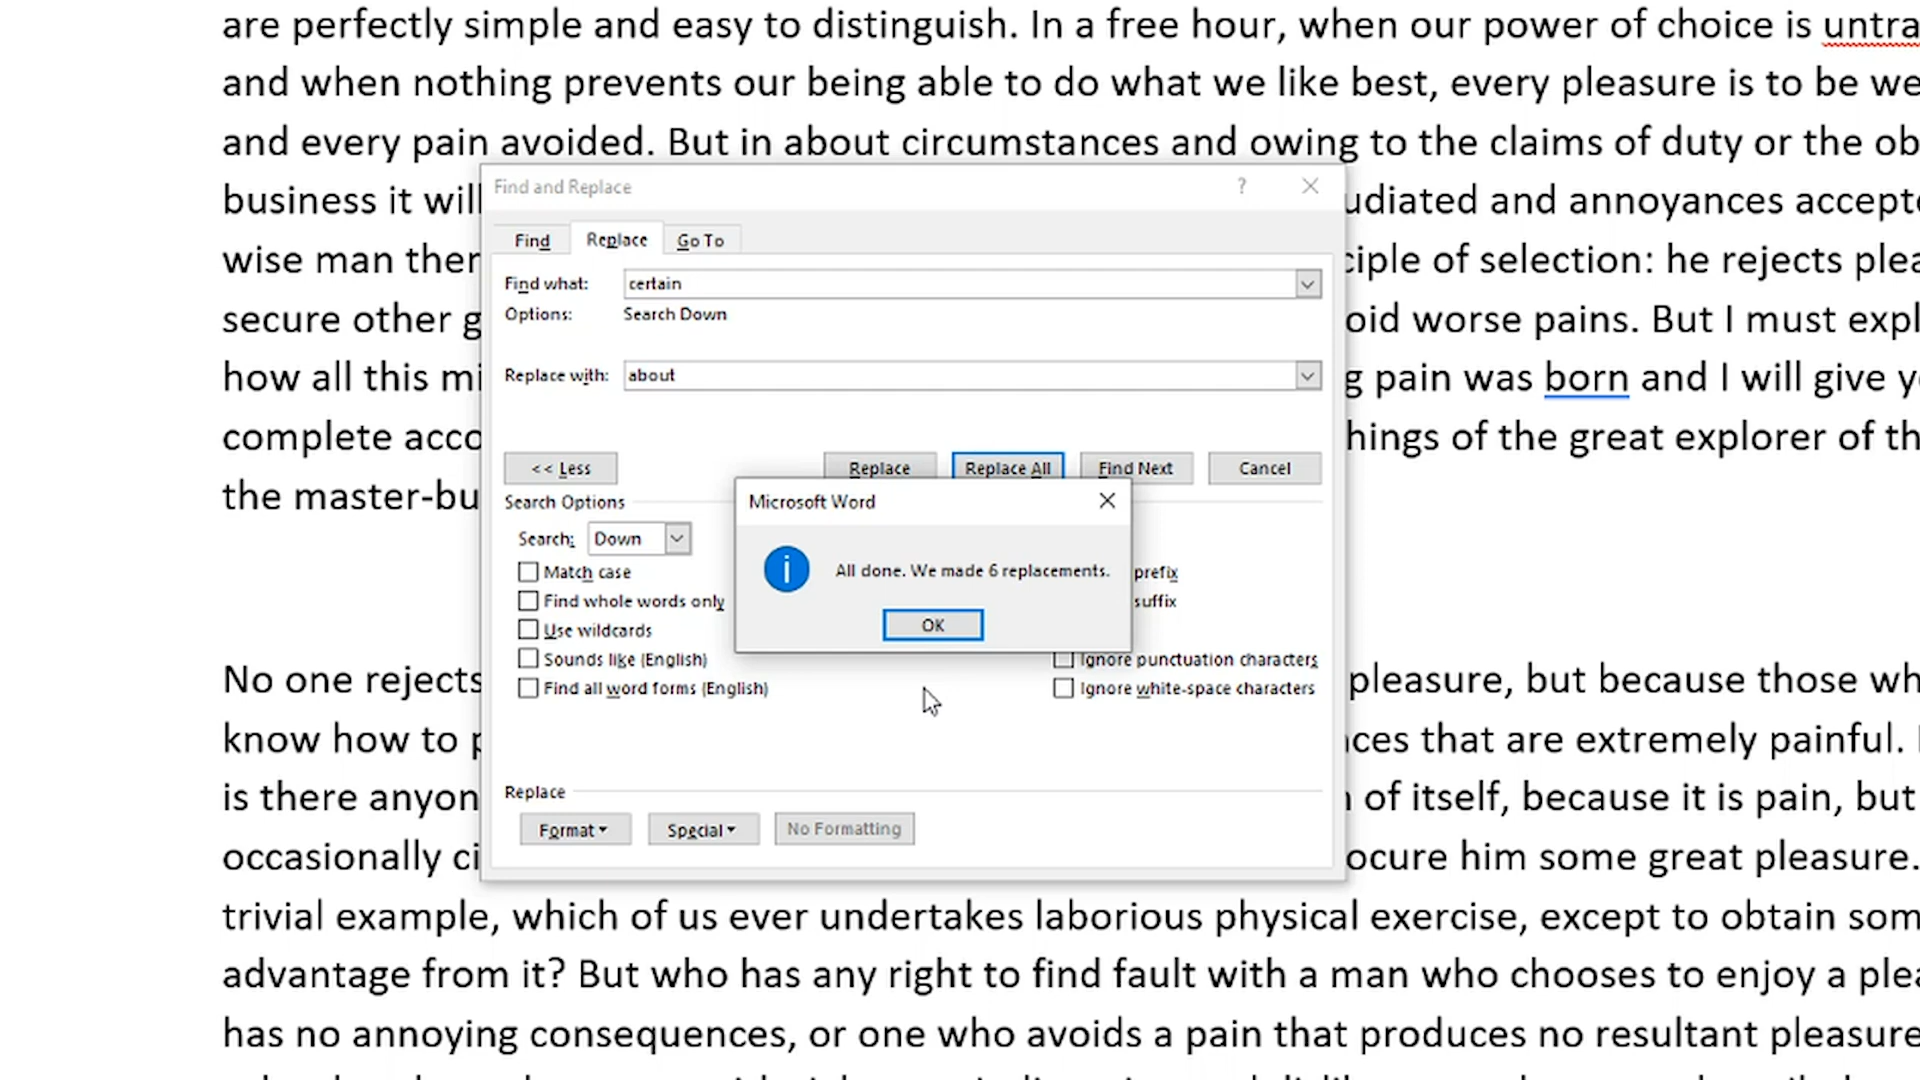 are perfectly simple and easy to distinguish. In a free hour, when our power of choice is untra
and when nothing prevents our being able to do what we like best, every pleasure is to be we
and every pain avoided. But in about circumstances and owing to the claims of duty or the ob
business it will
udiated and annoyances accept
wise man ther
ciple of selection: he rejects plea
secure other g
oid worse pains. But I must expl
how all this mi
g pain was born and I will give y
complete acco
hings of the great explorer of th
the master-bu
Find and Replace
?
Find
Replace
Go To
Find what:
certain
Options:
Search Down
Replace with:
about
<< Less
Replace
Replace All
Find Next
Cancel
Search Options
Search:
Down
Match case
Find whole words only
Use wildcards
Sounds like (English)
Find all word forms (English)
prefix
suffix
Ignore punctuation characters
Ignore white-space characters
Microsoft Word
All done. We made 6 replacements.
OK
Replace
Format
Special
No Formatting
No one rejects
pleasure, but because those wh
know how to p
nces that are extremely painful.
is there anyon
n of itself, because it is pain, but
occasionally ci
ocure him some great pleasure.
trivial example, which of us ever undertakes laborious physical exercise, except to obtain som
advantage from it? But who has any right to find fault with a man who chooses to enjoy a plea
has no annoying consequences, or one who avoids a pain that produces no resultant pleasure